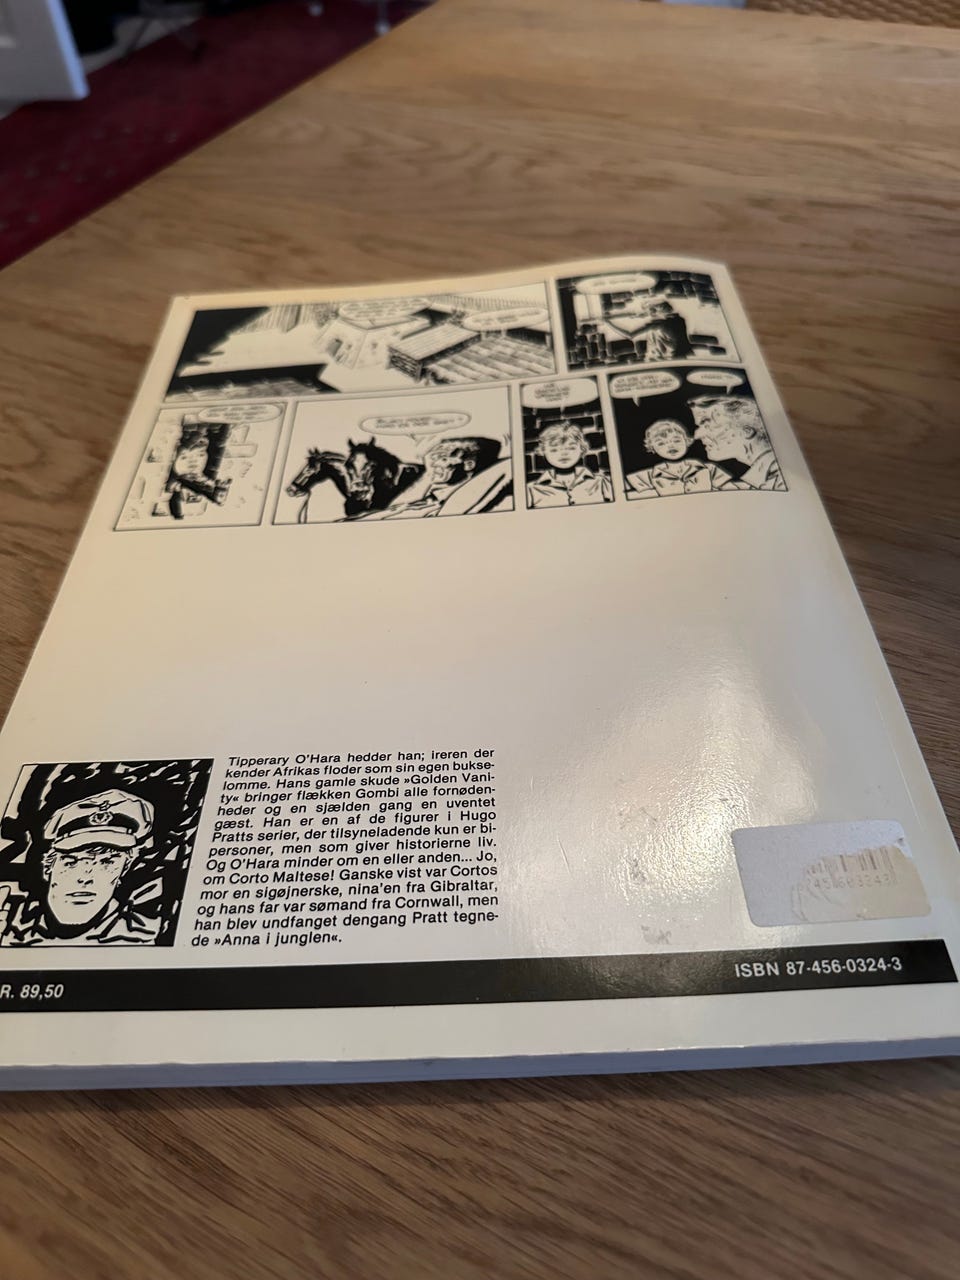 Tipperary O'Hara hedder han; ireren der
kender Afrikas floder som sin egen bukse-
lomme. Hans gamle skude »Golden Vani-
ty« bringer flækken Gombi alle fornøden-
heder og en sjælden gang en uventet
gæst. Han er en af de figurer i Hugo
Pratts serier, der tilsyneladende kun er bi-
personer, men som giver historierne liv.
Og O'Hara minder om en eller anden... Jo,
om Corto Maltese! Ganske vist var Cortos
mor en sigøjnerske, nina'en fra Gibraltar,
og hans far var sømand fra Cornwall, men
han blev undfanget dengang Pratt tegne-
de »Anna i junglen«.
R. 89,50
ISBN 87-456-0324-3